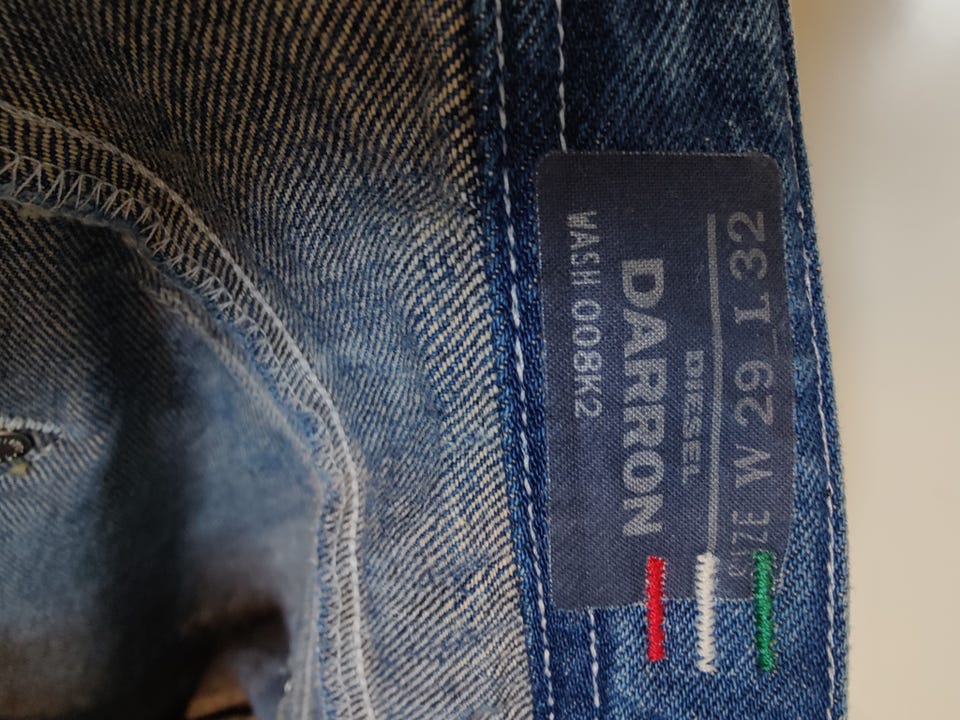 DIESEL
DARRON
WASH 008K2
SIZE W 29 L 32